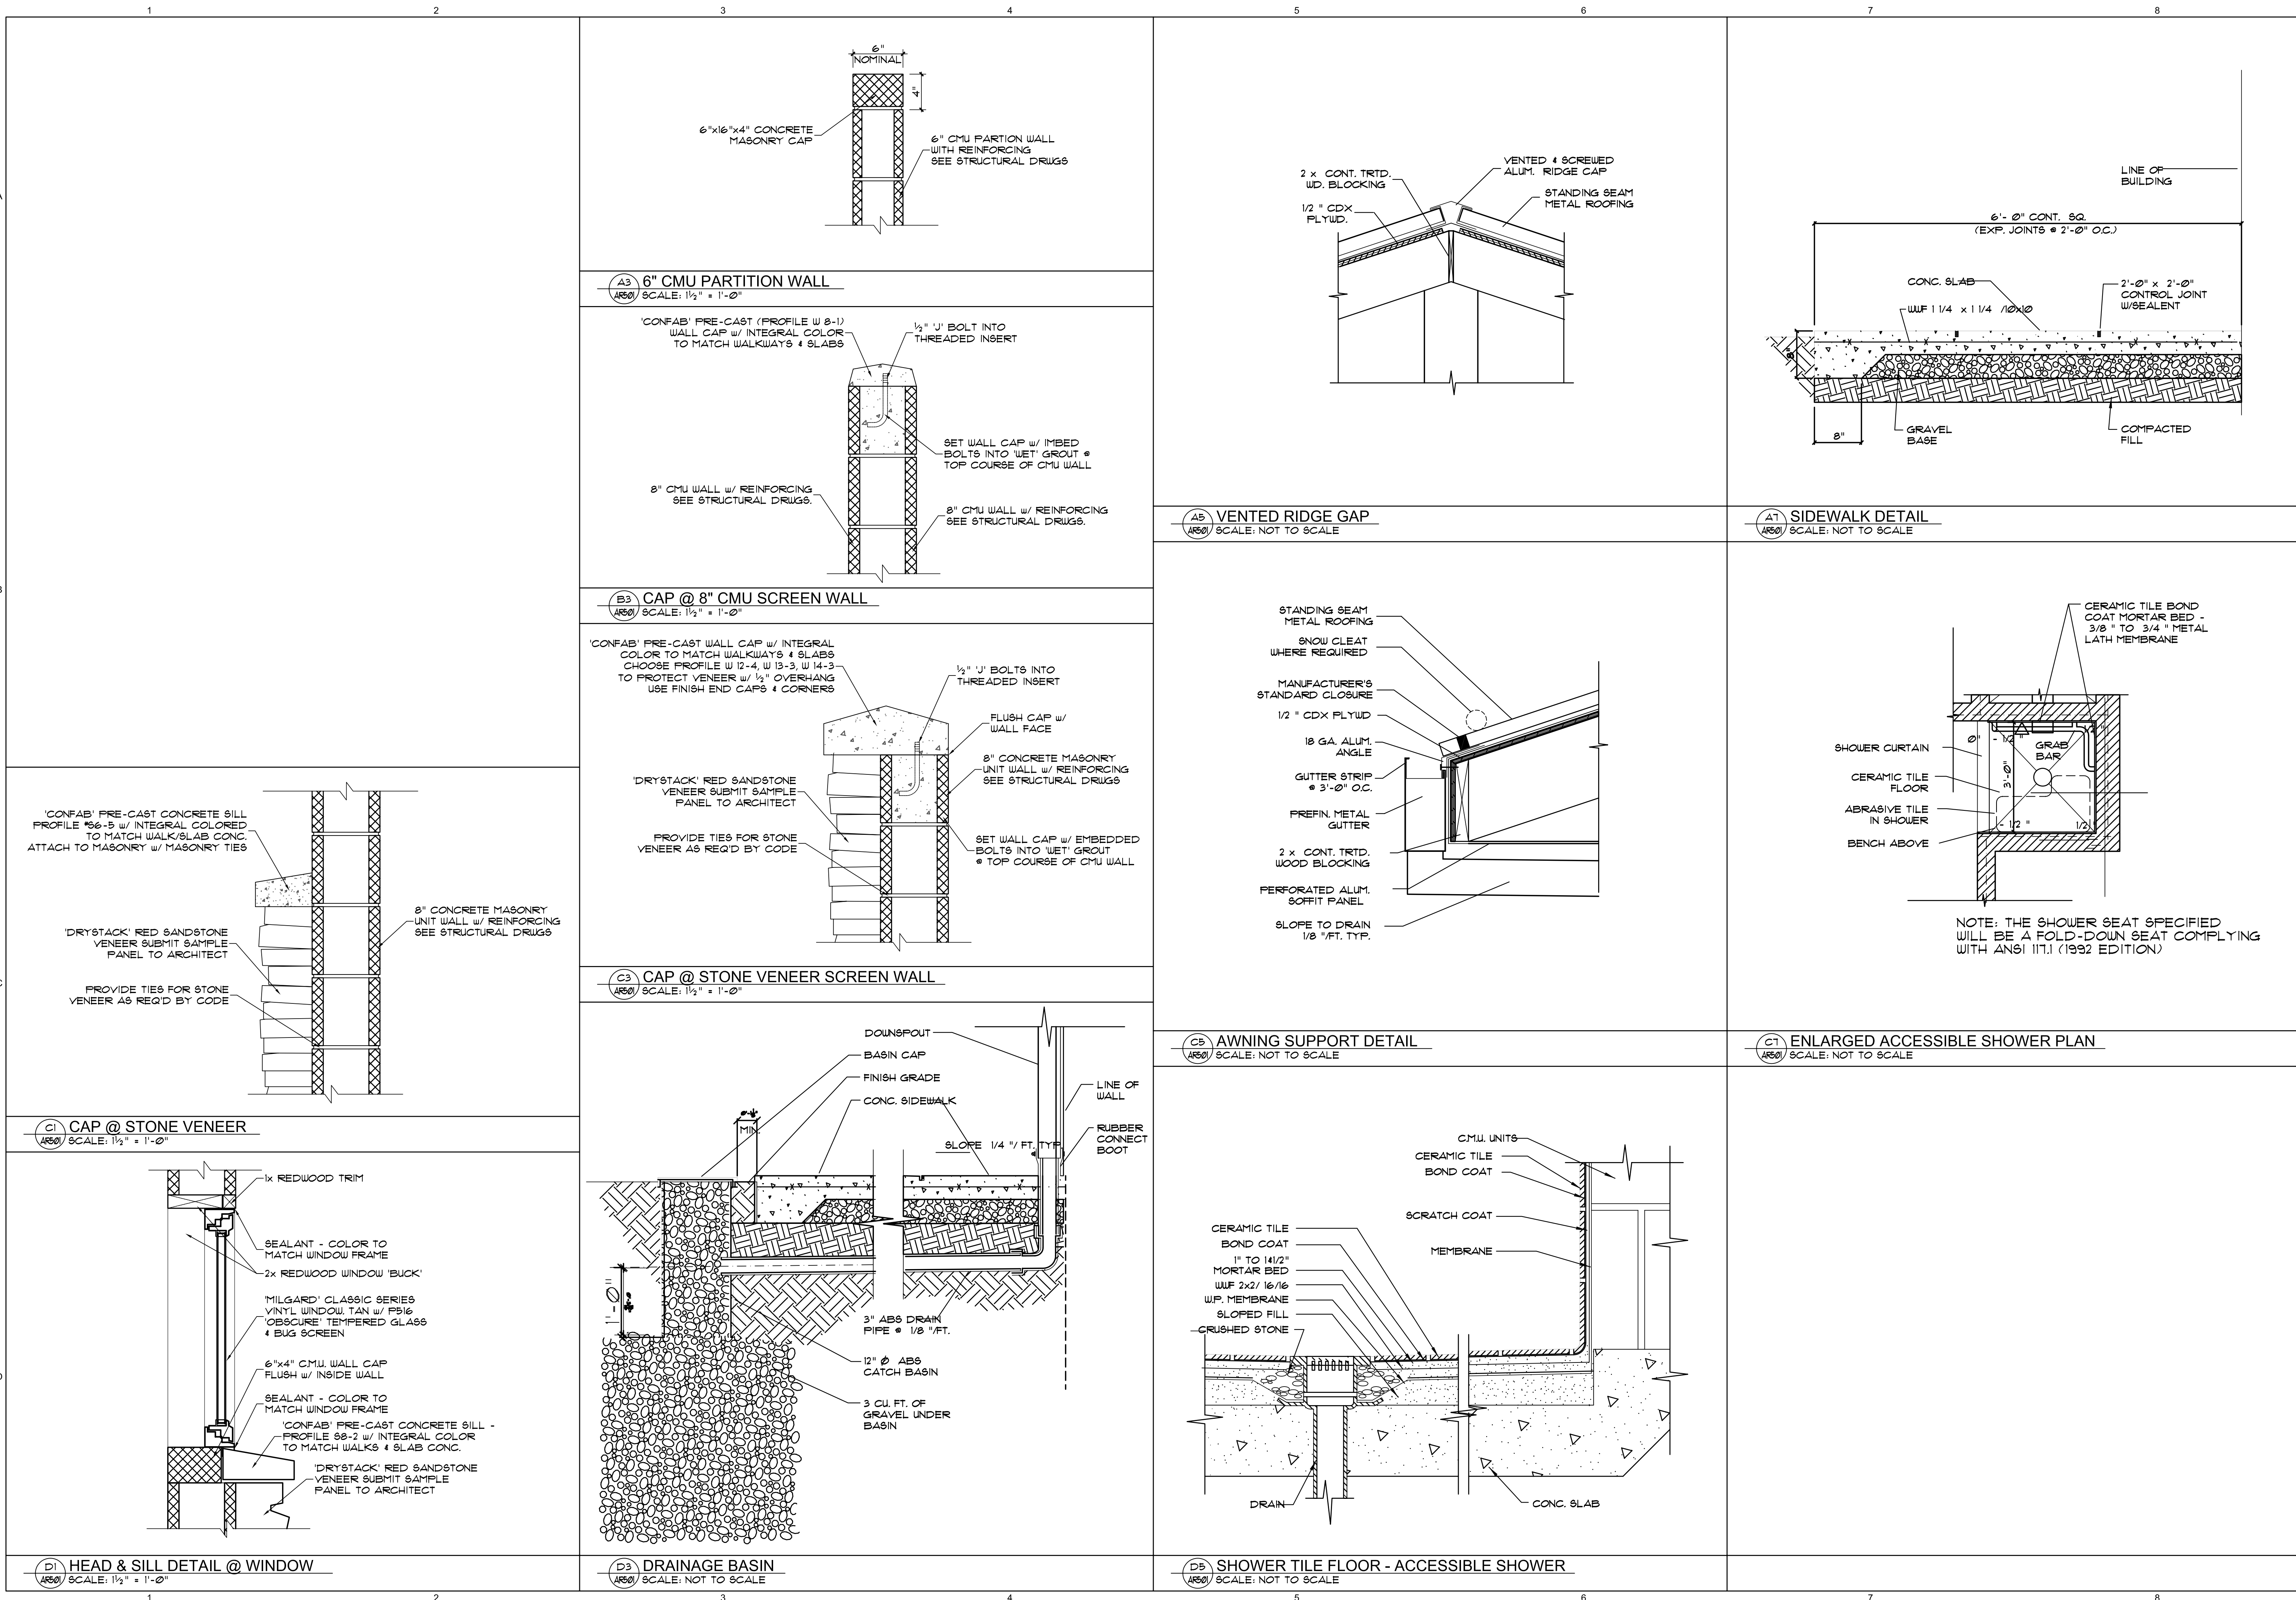 1
2
3
4
5
6
7
8
6"
NOMINAL
4"
6"x16"x4" CONCRETE
MASONRY CAP
6" CMU PARTION WALL
WITH REINFORCING
SEE STRUCTURAL DRWGS
A3
AR501
6" CMU PARTITION WALL
SCALE: 1½" = 1'-0"
'CONFAB' PRE-CAST (PROFILE W 8-1)
WALL CAP w/ INTEGRAL COLOR
TO MATCH WALKWAYS & SLABS
½" 'J' BOLT INTO
THREADED INSERT
SET WALL CAP w/ IMBED
BOLTS INTO 'WET' GROUT @
TOP COURSE OF CMU WALL
8" CMU WALL w/ REINFORCING
SEE STRUCTURAL DRWGS.
8" CMU WALL w/ REINFORCING
SEE STRUCTURAL DRWGS.
B3
AR501
CAP @ 8" CMU SCREEN WALL
SCALE: 1½" = 1'-0"
'CONFAB' PRE-CAST WALL CAP w/ INTEGRAL
COLOR TO MATCH WALKWAYS & SLABS
CHOOSE PROFILE W 12-4, W 13-3, W 14-3
TO PROTECT VENEER w/ ½" OVERHANG
USE FINISH END CAPS & CORNERS
½" 'J' BOLTS INTO
THREADED INSERT
FLUSH CAP w/
WALL FACE
8" CONCRETE MASONRY
UNIT WALL w/ REINFORCING
SEE STRUCTURAL DRWGS
'DRYSTACK' RED SANDSTONE
VENEER SUBMIT SAMPLE
PANEL TO ARCHITECT
PROVIDE TIES FOR STONE
VENEER AS REQ'D BY CODE
SET WALL CAP w/ EMBEDDED
BOLTS INTO 'WET' GROUT
@ TOP COURSE OF CMU WALL
C3
AR501
CAP @ STONE VENEER SCREEN WALL
SCALE: 1½" = 1'-0"
'CONFAB' PRE-CAST CONCRETE SILL
PROFILE #S6-5 w/ INTEGRAL COLORED
TO MATCH WALK/SLAB CONC.
ATTACH TO MASONRY w/ MASONRY TIES
'DRYSTACK' RED SANDSTONE
VENEER SUBMIT SAMPLE
PANEL TO ARCHITECT
8" CONCRETE MASONRY
UNIT WALL w/ REINFORCING
SEE STRUCTURAL DRWGS
PROVIDE TIES FOR STONE
VENEER AS REQ'D BY CODE
C1
AR501
CAP @ STONE VENEER
SCALE: 1½" = 1'-0"
1x REDWOOD TRIM
SEALANT - COLOR TO
MATCH WINDOW FRAME
2x REDWOOD WINDOW 'BUCK'
'MILGARD' CLASSIC SERIES
VINYL WINDOW. TAN w/ P516
'OBSCURE' TEMPERED GLASS
& BUG SCREEN
6"x4" C.M.U. WALL CAP
FLUSH w/ INSIDE WALL
SEALANT - COLOR TO
MATCH WINDOW FRAME
'CONFAB' PRE-CAST CONCRETE SILL -
PROFILE S8-2 w/ INTEGRAL COLOR
TO MATCH WALKS & SLAB CONC.
'DRYSTACK' RED SANDSTONE
VENEER SUBMIT SAMPLE
PANEL TO ARCHITECT
D1
AR501
HEAD & SILL DETAIL @ WINDOW
SCALE: 1½" = 1'-0"
DOWNSPOUT
BASIN CAP
FINISH GRADE
CONC. SIDEWALK
LINE OF
WALL
MIN.
SLOPE 1/4 "/ FT. TYP.
RUBBER
CONNECT
BOOT
3" ABS DRAIN
PIPE @ 1/8 "/FT.
12" Ø ABS
CATCH BASIN
3 CU. FT. OF
GRAVEL UNDER
BASIN
D3
AR501
DRAINAGE BASIN
SCALE: NOT TO SCALE
2 x CONT. TRTD.
WD. BLOCKING
1/2 " CDX
PLYWD.
VENTED & SCREWED
ALUM. RIDGE CAP
STANDING SEAM
METAL ROOFING
A5
AR501
VENTED RIDGE GAP
SCALE: NOT TO SCALE
STANDING SEAM
METAL ROOFING
SNOW CLEAT
WHERE REQUIRED
MANUFACTURER'S
STANDARD CLOSURE
1/2 " CDX PLYWD
18 GA. ALUM.
ANGLE
GUTTER STRIP
@ 3'-0" O.C.
PREFIN. METAL
GUTTER
2 x CONT. TRTD.
WOOD BLOCKING
PERFORATED ALUM.
SOFFIT PANEL
SLOPE TO DRAIN
1/8 "/FT. TYP.
C5
AR501
AWNING SUPPORT DETAIL
SCALE: NOT TO SCALE
C.M.U. UNITS
CERAMIC TILE
BOND COAT
SCRATCH COAT
MEMBRANE
CERAMIC TILE
BOND COAT
1" TO 1&1/2"
MORTAR BED
WWF 2x2/ 16/16
W.P. MEMBRANE
SLOPED FILL
CRUSHED STONE
DRAIN
CONC. SLAB
D5
AR501
SHOWER TILE FLOOR - ACCESSIBLE SHOWER
SCALE: NOT TO SCALE
LINE OF
BUILDING
6'- 0" CONT. SQ.
(EXP. JOINTS @ 2'-0" O.C.)
CONC. SLAB
WWF 1 1/4 x 1 1/4 /10x10
2'-0" x 2'-0"
CONTROL JOINT
W/SEALENT
8"
8"
GRAVEL
BASE
COMPACTED
FILL
A7
AR501
SIDEWALK DETAIL
SCALE: NOT TO SCALE
CERAMIC TILE BOND
COAT MORTAR BED -
3/8 " TO 3/4 " METAL
LATH MEMBRANE
SHOWER CURTAIN
0"
- 1/2 "
GRAB
BAR
3'-0"
CERAMIC TILE
FLOOR
ABRASIVE TILE
IN SHOWER
- 1/2 "
1/2
BENCH ABOVE
NOTE: THE SHOWER SEAT SPECIFIED
WILL BE A FOLD-DOWN SEAT COMPLYING
WITH ANSI 117.1 (1992 EDITION)
C7
AR501
ENLARGED ACCESSIBLE SHOWER PLAN
SCALE: NOT TO SCALE
1
2
3
4
5
6
7
8